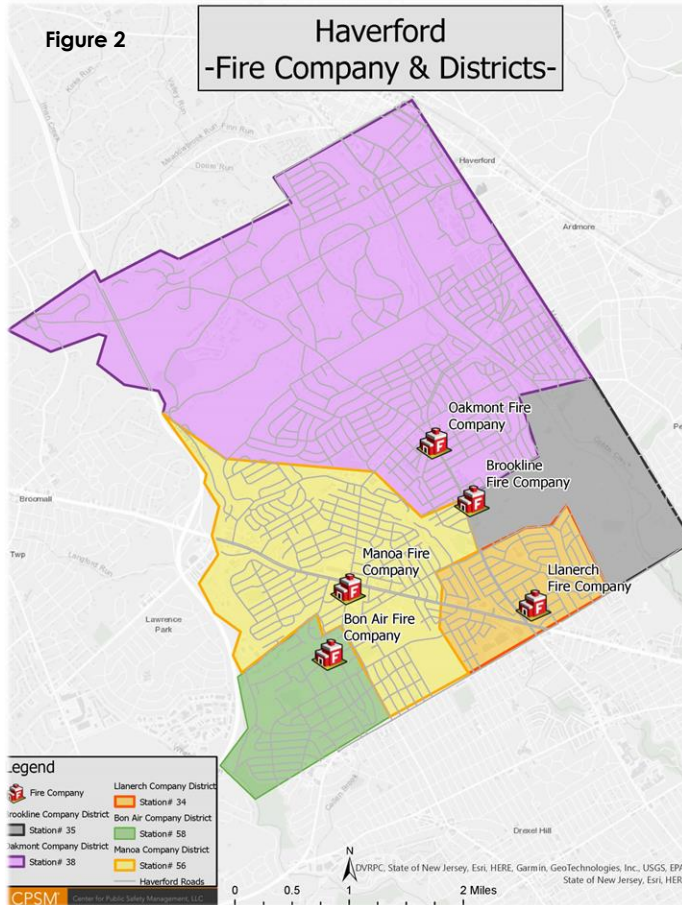 Figure 2
Haverford
-Fire Company & Districts-
Haverford
Ardmore
Oakmont Fire
Company
Brookline
Fire Company
Broomall
Twp
Manoa Fire
Company
Llanerch
Fire Company
Lawrence
Park
Bon Air Fire
Company
Legend
Fire Company
Brookline Company District
Station# 35
Oakmont Company District
Station# 38
Llanerch Company District
Station# 34
Bon Air Company District
Station# 58
Manoa Company District
Station# 56
Haverford Roads
Drexel Hill
N
0 0.5 1 2 Miles
DVRPC, State of New Jersey, Esri, HERE, Garmin, GeoTechnologies, Inc., USGS, EPA
State of New Jersey, Esri, HER
CPSM Center for Public Safety Management, LLC